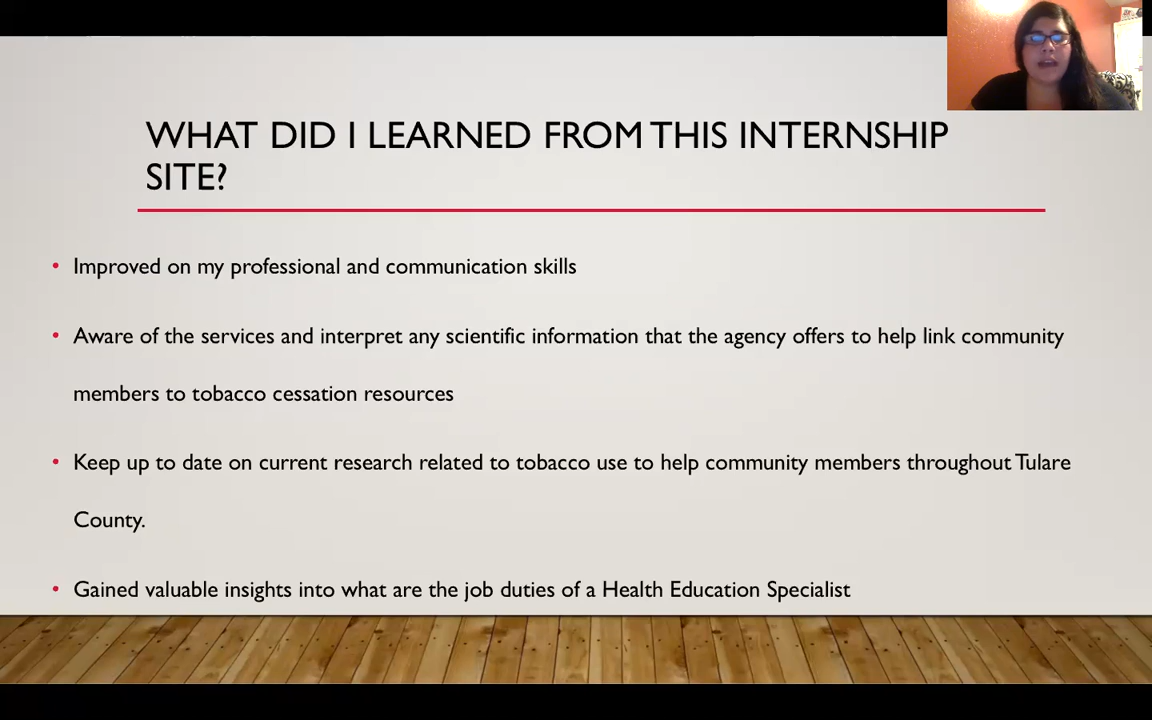 WHAT DID I LEARNED FROM THIS INTERNSHIP
SITE?
• Improved on my professional and communication skills
• Aware of the services and interpret any scientific information that the agency offers to help link community
members to tobacco cessation resources
• Keep up to date on current research related to tobacco use to help community members throughout Tulare
County.
• Gained valuable insights into what are the job duties of a Health Education Specialist